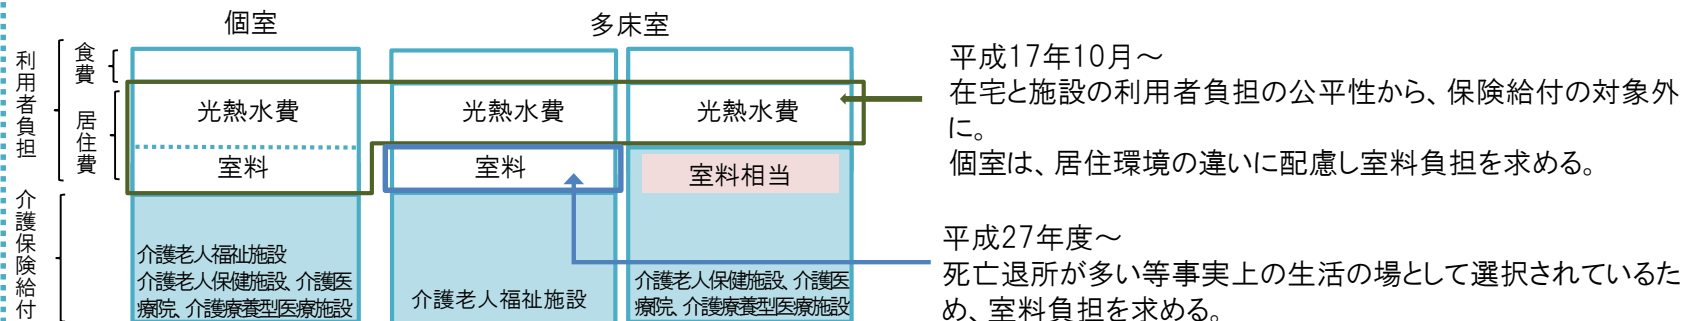 個室
多床室
利用者負担
食費
居住費
介護保険給付
光熱水費
室料
光熱水費
室料
光熱水費
室料相当
介護老人福祉施設
介護老人保健施設、介護医
療院、介護療養型医療施設
介護老人福祉施設
介護老人保健施設、介護医
療院、介護療養型医療施設
平成17年10月～
在宅と施設の利用者負担の公平性から、保険給付の対象外
に。
個室は、居住環境の違いに配慮し室料負担を求める。
平成27年度～
死亡退所が多い等事実上の生活の場として選択されているた
め、室料負担を求める。